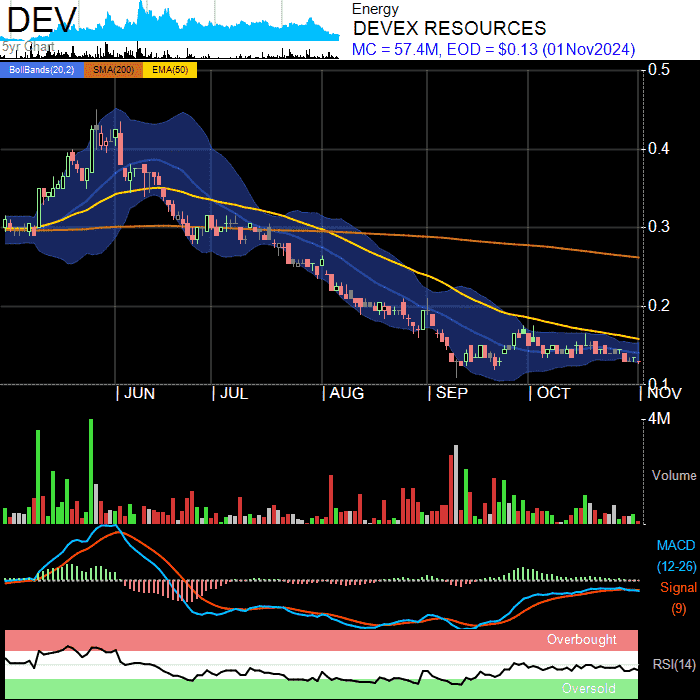 DEV
5yr Chart
Energy
DEVEX RESOURCES
MC = 57.4M, EOD = $0.13 (01Nov2024)
BollBands(20,2) SMA(200) EMA(50)
0.5
0.4
0.3
0.2
0.1
JUN JUL AUG SEP OCT NOV
4M
Volume
MACD
(12-26)
Signal
(9)
Overbought
RSI(14)
Oversold